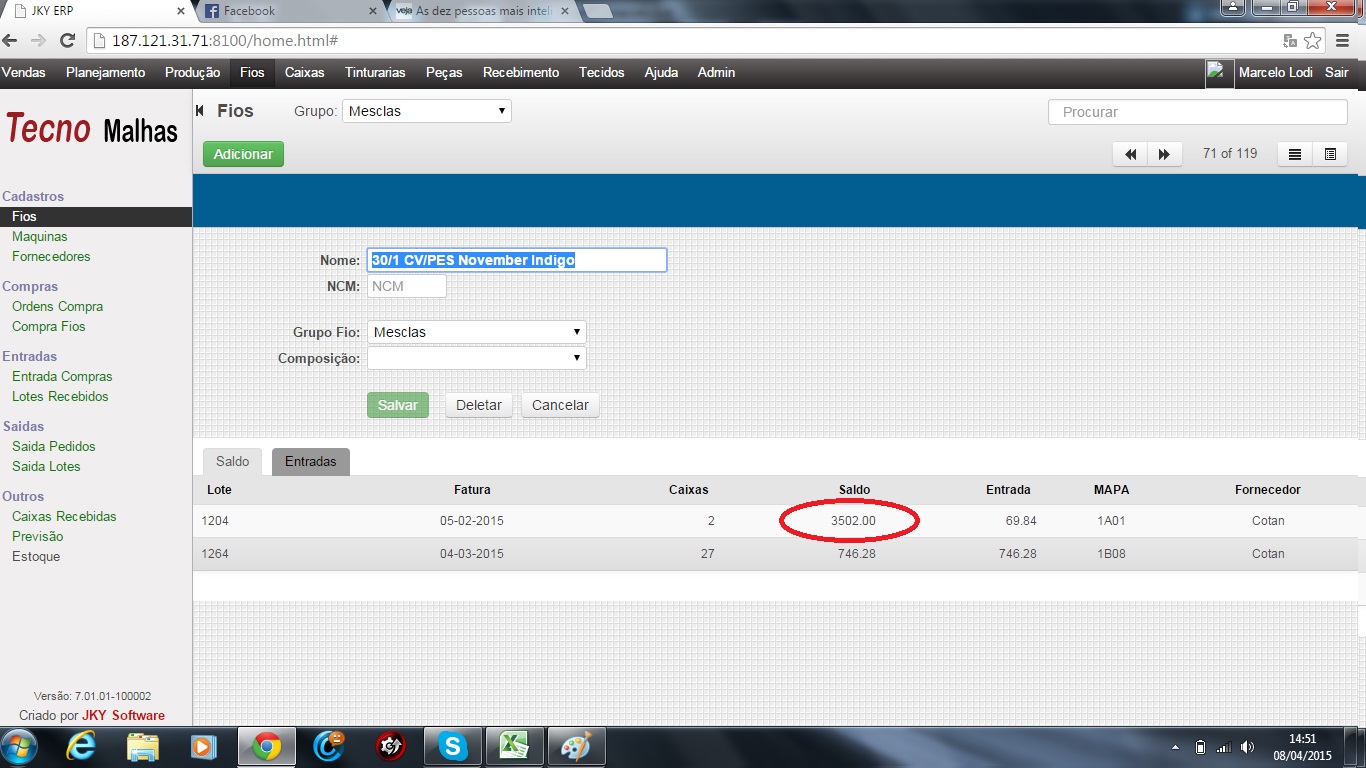 JKY ERP
Facebook
veja As dez pessoas mais intel
187.121.31.71:8100/home.html#
Vendas Planejamento Produção Fios Caixas Tinturarias Peças Recebimento Tecidos Ajuda Admin Marcelo Lodi Sair
Tecno Malhas
Fios Grupo: Mesclas Procurar
Adicionar 71 of 119
Cadastros
Fios
Maquinas
Fornecedores
Compras
Ordens Compra
Compra Fios
Entradas
Entrada Compras
Lotes Recebidos
Saidas
Saida Pedidos
Saida Lotes
Outros
Caixas Recebidas
Previsão
Estoque
Nome: 30/1 CV/PES November Indigo
NCM: NCM
Grupo Fio: Mesclas
Composição:
Salvar Deletar Cancelar
Saldo Entradas
Lote Fatura Caixas Saldo Entrada MAPA Fornecedor
1204 05-02-2015 2 3502.00 69.84 1A01 Cotan
1264 04-03-2015 27 746.28 746.28 1B08 Cotan
Versão: 7.01.01-100002
Criado por JKY Software
14:51
08/04/2015